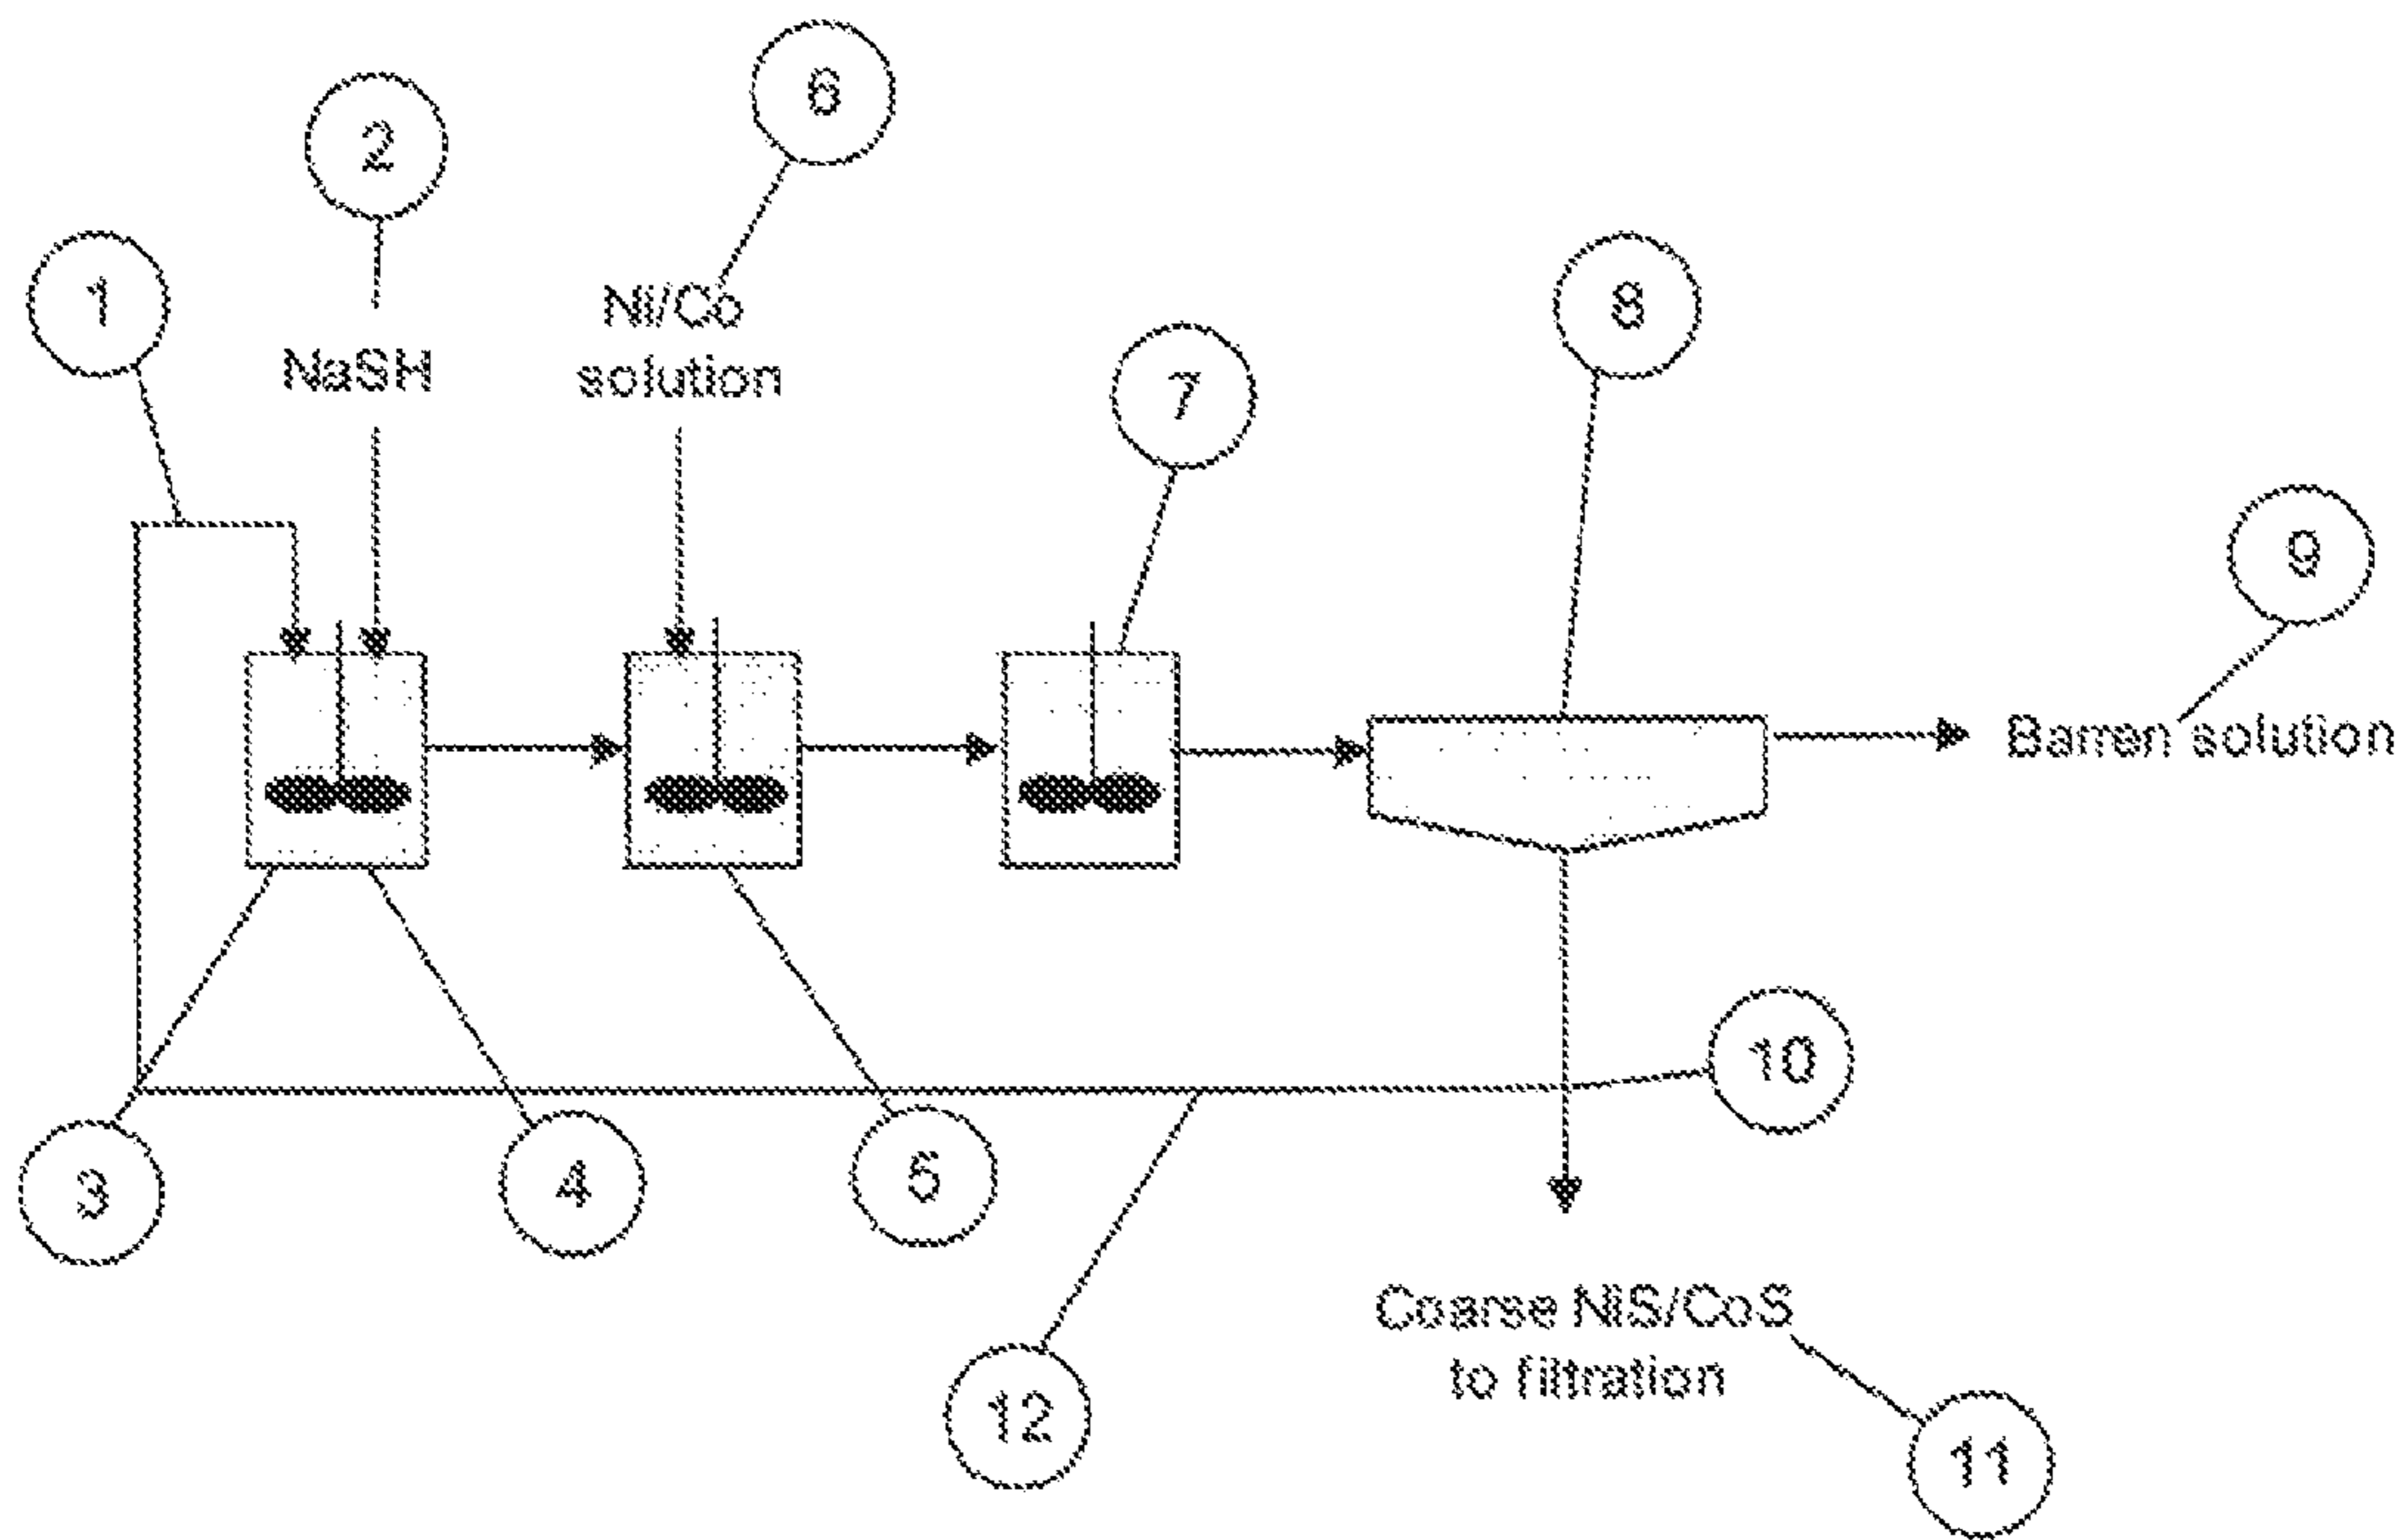 6
2
1
Ni/Co
solution
8
NaSH
7
9
Barren solution
10
3
4
5
Coarse NiS/CoS
to filtration
12
11